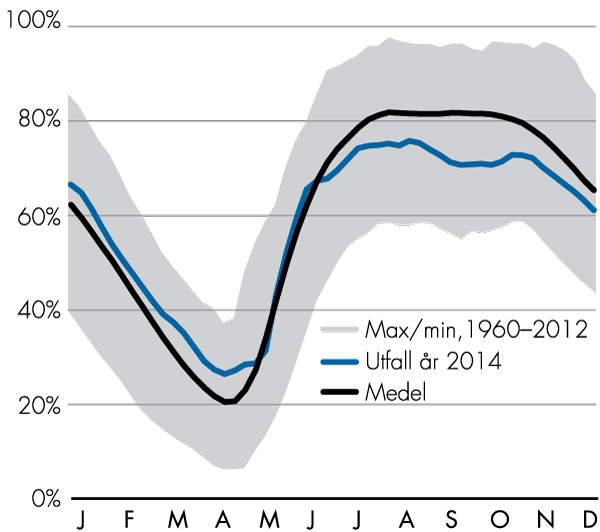 100%
80%
60%
40%
20%
0%
Max/min, 1960–2012
Utfall år 2014
Medel
J F M A M J J A S O N D